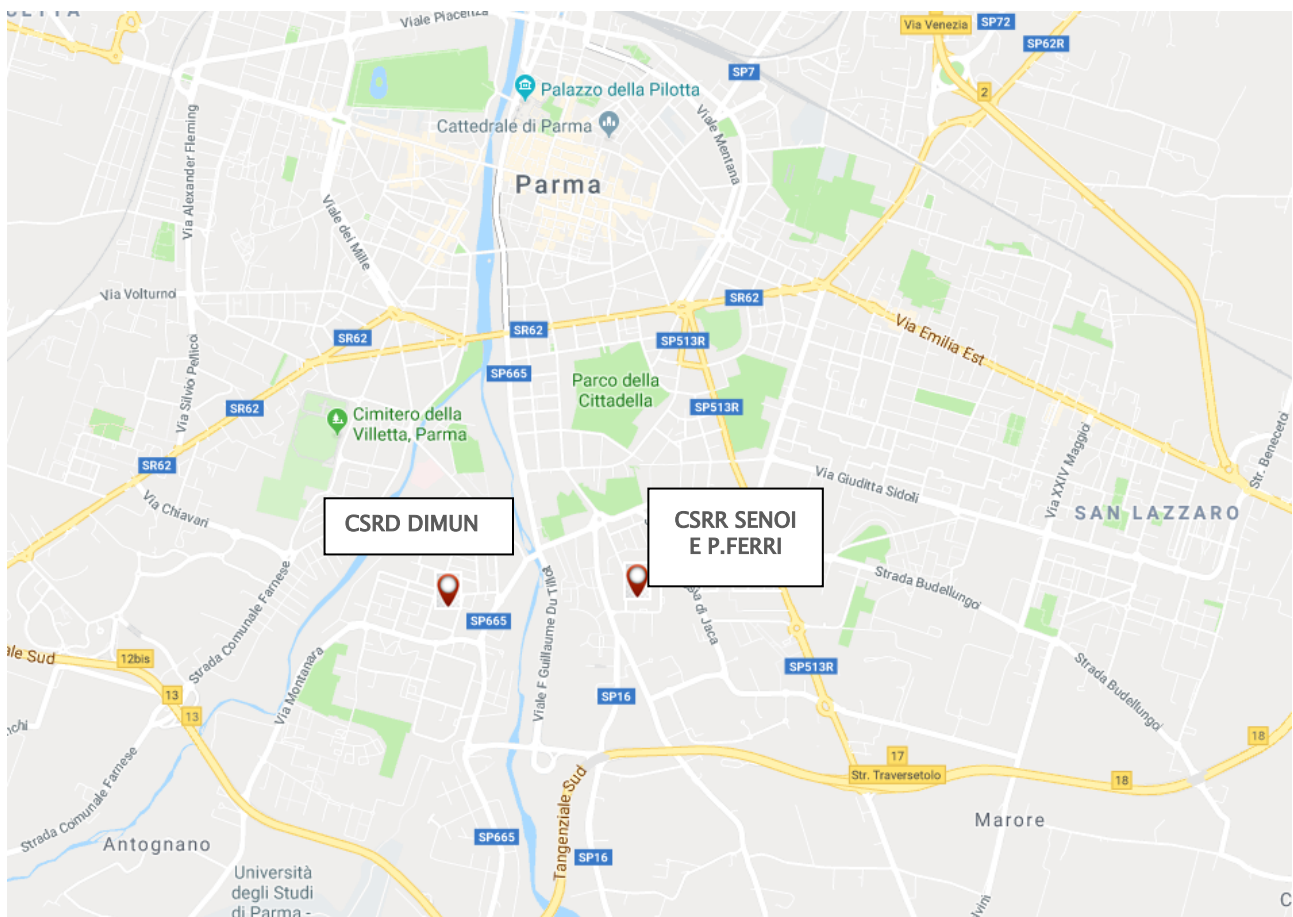 Viale Piacenza
Via Venezia
SP72
SP62R
SP7
2
Palazzo della Pilotta
Cattedrale di Parma
Viale Mentana
Via Alexander Fleming
Parma
Viale dei Mille
Via Volturno
SR62
SR62
SR62
SP513R
Via Emilia Est
Via Silvio Pellico
SP665
Parco della
Cittadella
SR62
SP513R
Cimitero della
Villetta, Parma
Str. Beneceto
Via XXIV Maggio
SR62
Via Giuditta Sidoli
Via Chiavari
SAN LAZZARO
CSRD DIMUN
CSRR SENOI
E P.FERRI
Strada Comunale Farnese
Viale F Guillaume Du Tillot
di Jaca
Strada Budellungo
SP665
SP513R
ale Sud
12bis
13
13
Via Montanara
SP16
Strada Budellungo
nchi
18
17
Str. Traversetolo
18
Strada Comunale Farnese
Tangenziale Sud
Marore
Antognano
SP665
SP16
Università
degli Studi
di Parma -
vini
C